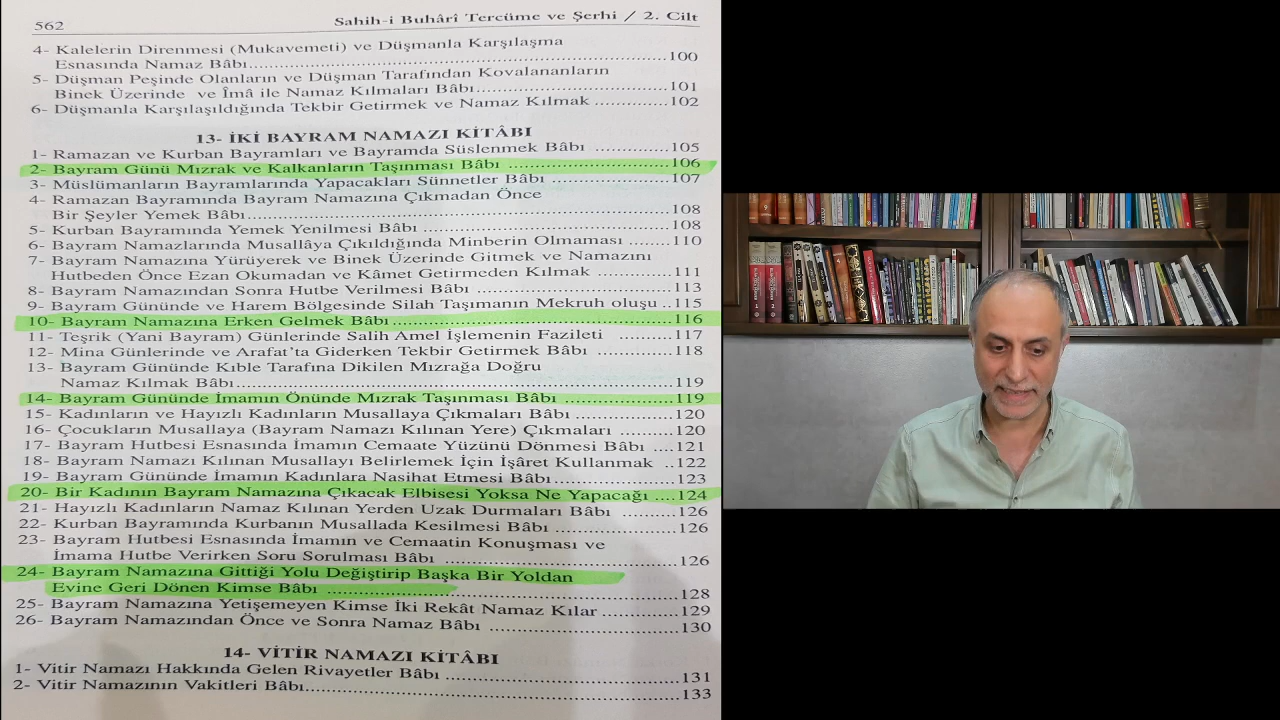 562
Sahih-i Buhârî Tercüme ve Şerhi / 2. Cilt
4- Kalelerin Direnmesi (Mukavemeti) ve Düşmanla Karşılaşma
Esnasında Namaz Bâbı...........................................................................100
5- Düşman Peşinde Olanların ve Düşman Tarafından Kovalananların
Binek Üzerinde ve Îmâ ile Namaz Kılmaları Bâbı..................................101
6- Düşmanla Karşılaşıldığında Tekbir Getirmek ve Namaz Kılmak .............102
13- İKİ BAYRAM NAMAZI KİTÂBI
1- Ramazan ve Kurban Bayramları ve Bayramda Süslenmek Bâbı ..............105
2- Bayram Günü Mızrak ve Kalkanların Taşınması Bâbı .............................106
3- Müslümanların Bayramlarında Yapacakları Sünnetler Bâbı ....................107
4- Ramazan Bayramında Bayram Namazına Çıkmadan Önce
Bir Şeyler Yemek Bâbı...........................................................................108
5- Kurban Bayramında Yemek Yenilmesi Bâbı ...........................................108
6- Bayram Namazlarında Musallâya Çıkıldığında Minberin Olmaması .......110
7- Bayram Namazına Yürüyerek ve Binek Üzerinde Gitmek ve Namazını
Hutbeden Önce Ezan Okumadan ve Kâmet Getirmeden Kılmak ............111
8- Bayram Namazından Sonra Hutbe Verilmesi Bâbı .................................113
9- Bayram Gününde ve Harem Bölgesinde Silah Taşımanın Mekruh oluşu ..115
10- Bayram Namazına Erken Gelmek Bâbı.................................................116
11- Teşrik (Yani Bayram) Günlerinde Salih Amel İşlemenin Fazileti ...........117
12- Mina Günlerinde ve Arafat’ta Giderken Tekbir Getirmek Bâbı .............118
13- Bayram Gününde Kıble Tarafına Dikilen Mızrağa Doğru
Namaz Kılmak Bâbı...............................................................................119
14- Bayram Gününde İmamın Önünde Mızrak Taşınması Bâbı ..................119
15- Kadınların ve Hayızlı Kadınların Musallaya Çıkmaları Bâbı .................120
16- Çocukların Musallaya (Bayram Namazı Kılınan Yere) Çıkmaları ..........120
17- Bayram Hutbesi Esnasında İmamın Cemaate Yüzünü Dönmesi Bâbı ....121
18- Bayram Namazı Kılınan Musallayı Belirlemek İçin İşâret Kullanmak ..122
19- Bayram Gününde İmamın Kadınlara Nasihat Etmesi Bâbı....................123
20- Bir Kadının Bayram Namazına Çıkacak Elbisesi Yoksa Ne Yapacağı ....124
21- Hayızlı Kadınların Namaz Kılınan Yerden Uzak Durmaları Bâbı ..........126
22- Kurban Bayramında Kurbanın Musallada Kesilmesi Bâbı ....................126
23- Bayram Hutbesi Esnasında İmamın ve Cemaatin Konuşması ve
İmama Hutbe Verirken Soru Sorulması Bâbı ........................................126
24- Bayram Namazına Gittiği Yolu Değiştirip Başka Bir Yoldan
Evine Geri Dönen Kimse Bâbı ..............................................................128
25- Bayram Namazına Yetişemeyen Kimse İki Rekât Namaz Kılar .............129
26- Bayram Namazından Önce ve Sonra Namaz Bâbı ................................130
14- VİTİR NAMAZI KİTÂBI
1- Vitir Namazı Hakkında Gelen Rivayetler Bâbı .......................................131
2- Vitir Namazının Vakitleri Bâbı...............................................................133